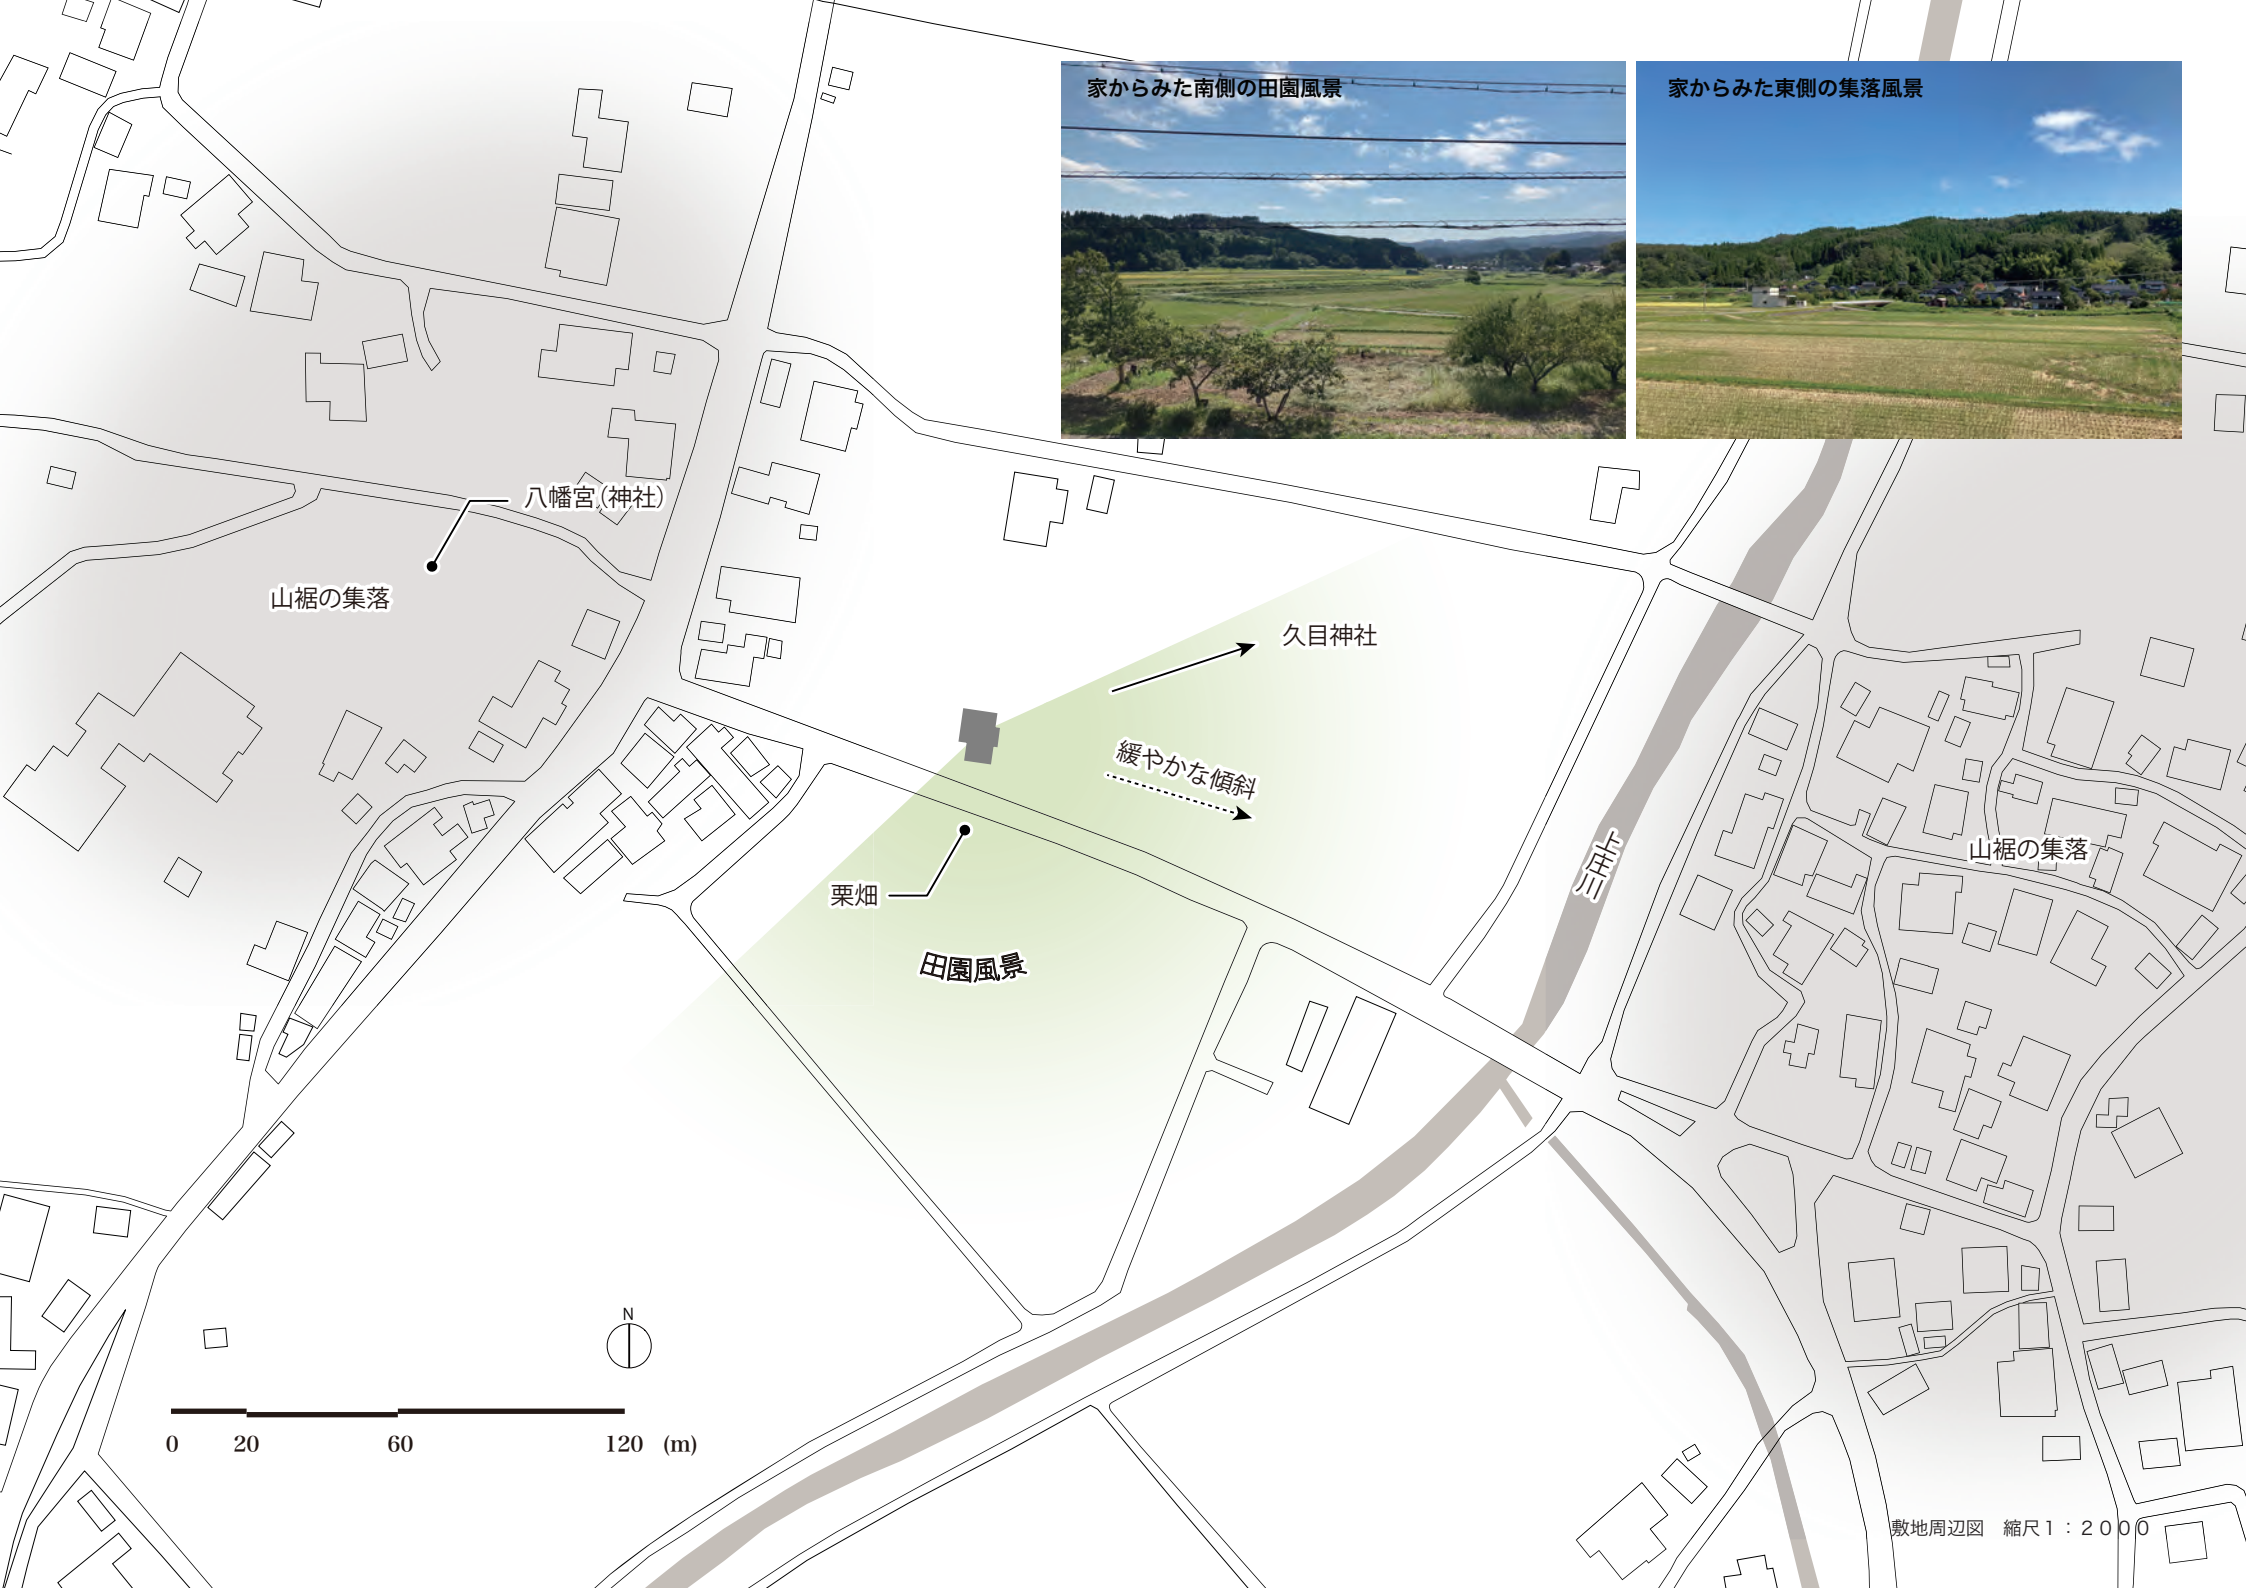 家からみた南側の田園風景
家からみた東側の集落風景
八幡宮（神社）
山裾の集落
久目神社
緩やかな傾斜
上庄川
山裾の集落
栗畑
田園風景
N
0 20 60 120 (m)
敷地周辺図　縮尺１：２０００